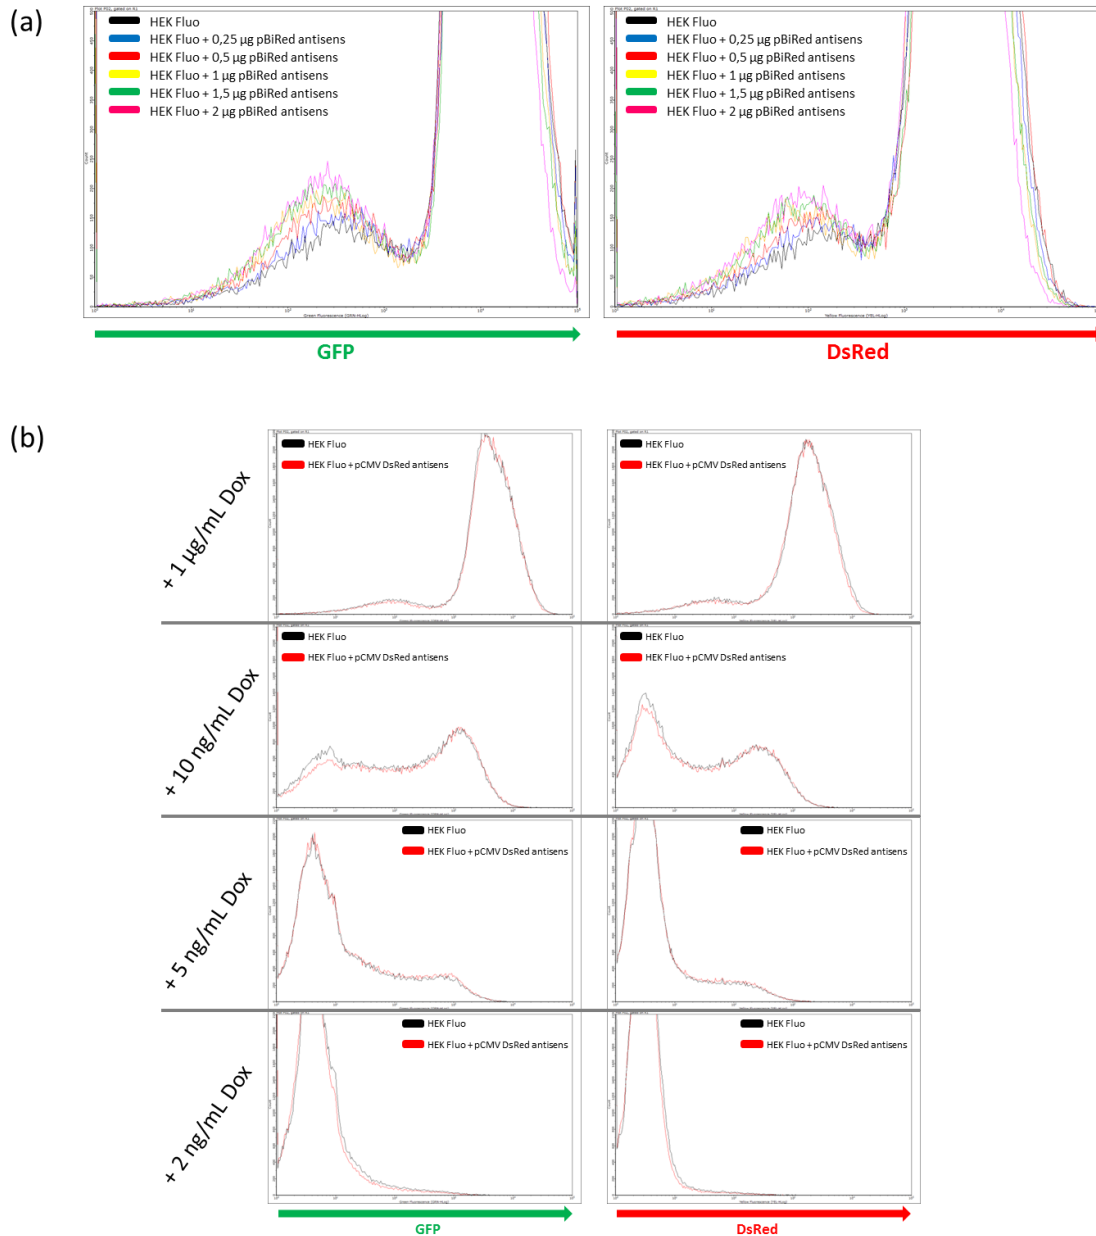 (a)
HEK Fluo
HEK Fluo + 0,25 µg pBiRed antisens
HEK Fluo + 0,5 µg pBiRed antisens
HEK Fluo + 1 µg pBiRed antisens
HEK Fluo + 1,5 µg pBiRed antisens
HEK Fluo + 2 µg pBiRed antisens
GFP
HEK Fluo
HEK Fluo + 0,25 µg pBiRed antisens
HEK Fluo + 0,5 µg pBiRed antisens
HEK Fluo + 1 µg pBiRed antisens
HEK Fluo + 1,5 µg pBiRed antisens
HEK Fluo + 2 µg pBiRed antisens
DsRed
(b)
+ 1 µg/mL Dox
HEK Fluo
HEK Fluo + pCMV DsRed antisens
HEK Fluo
HEK Fluo + pCMV DsRed antisens
+ 10 ng/mL Dox
HEK Fluo
HEK Fluo + pCMV DsRed antisens
HEK Fluo
HEK Fluo + pCMV DsRed antisens
+ 5 ng/mL Dox
HEK Fluo
HEK Fluo + pCMV DsRed antisens
HEK Fluo
HEK Fluo + pCMV DsRed antisens
+ 2 ng/mL Dox
HEK Fluo
HEK Fluo + pCMV DsRed antisens
HEK Fluo
HEK Fluo + pCMV DsRed antisens
GFP
DsRed